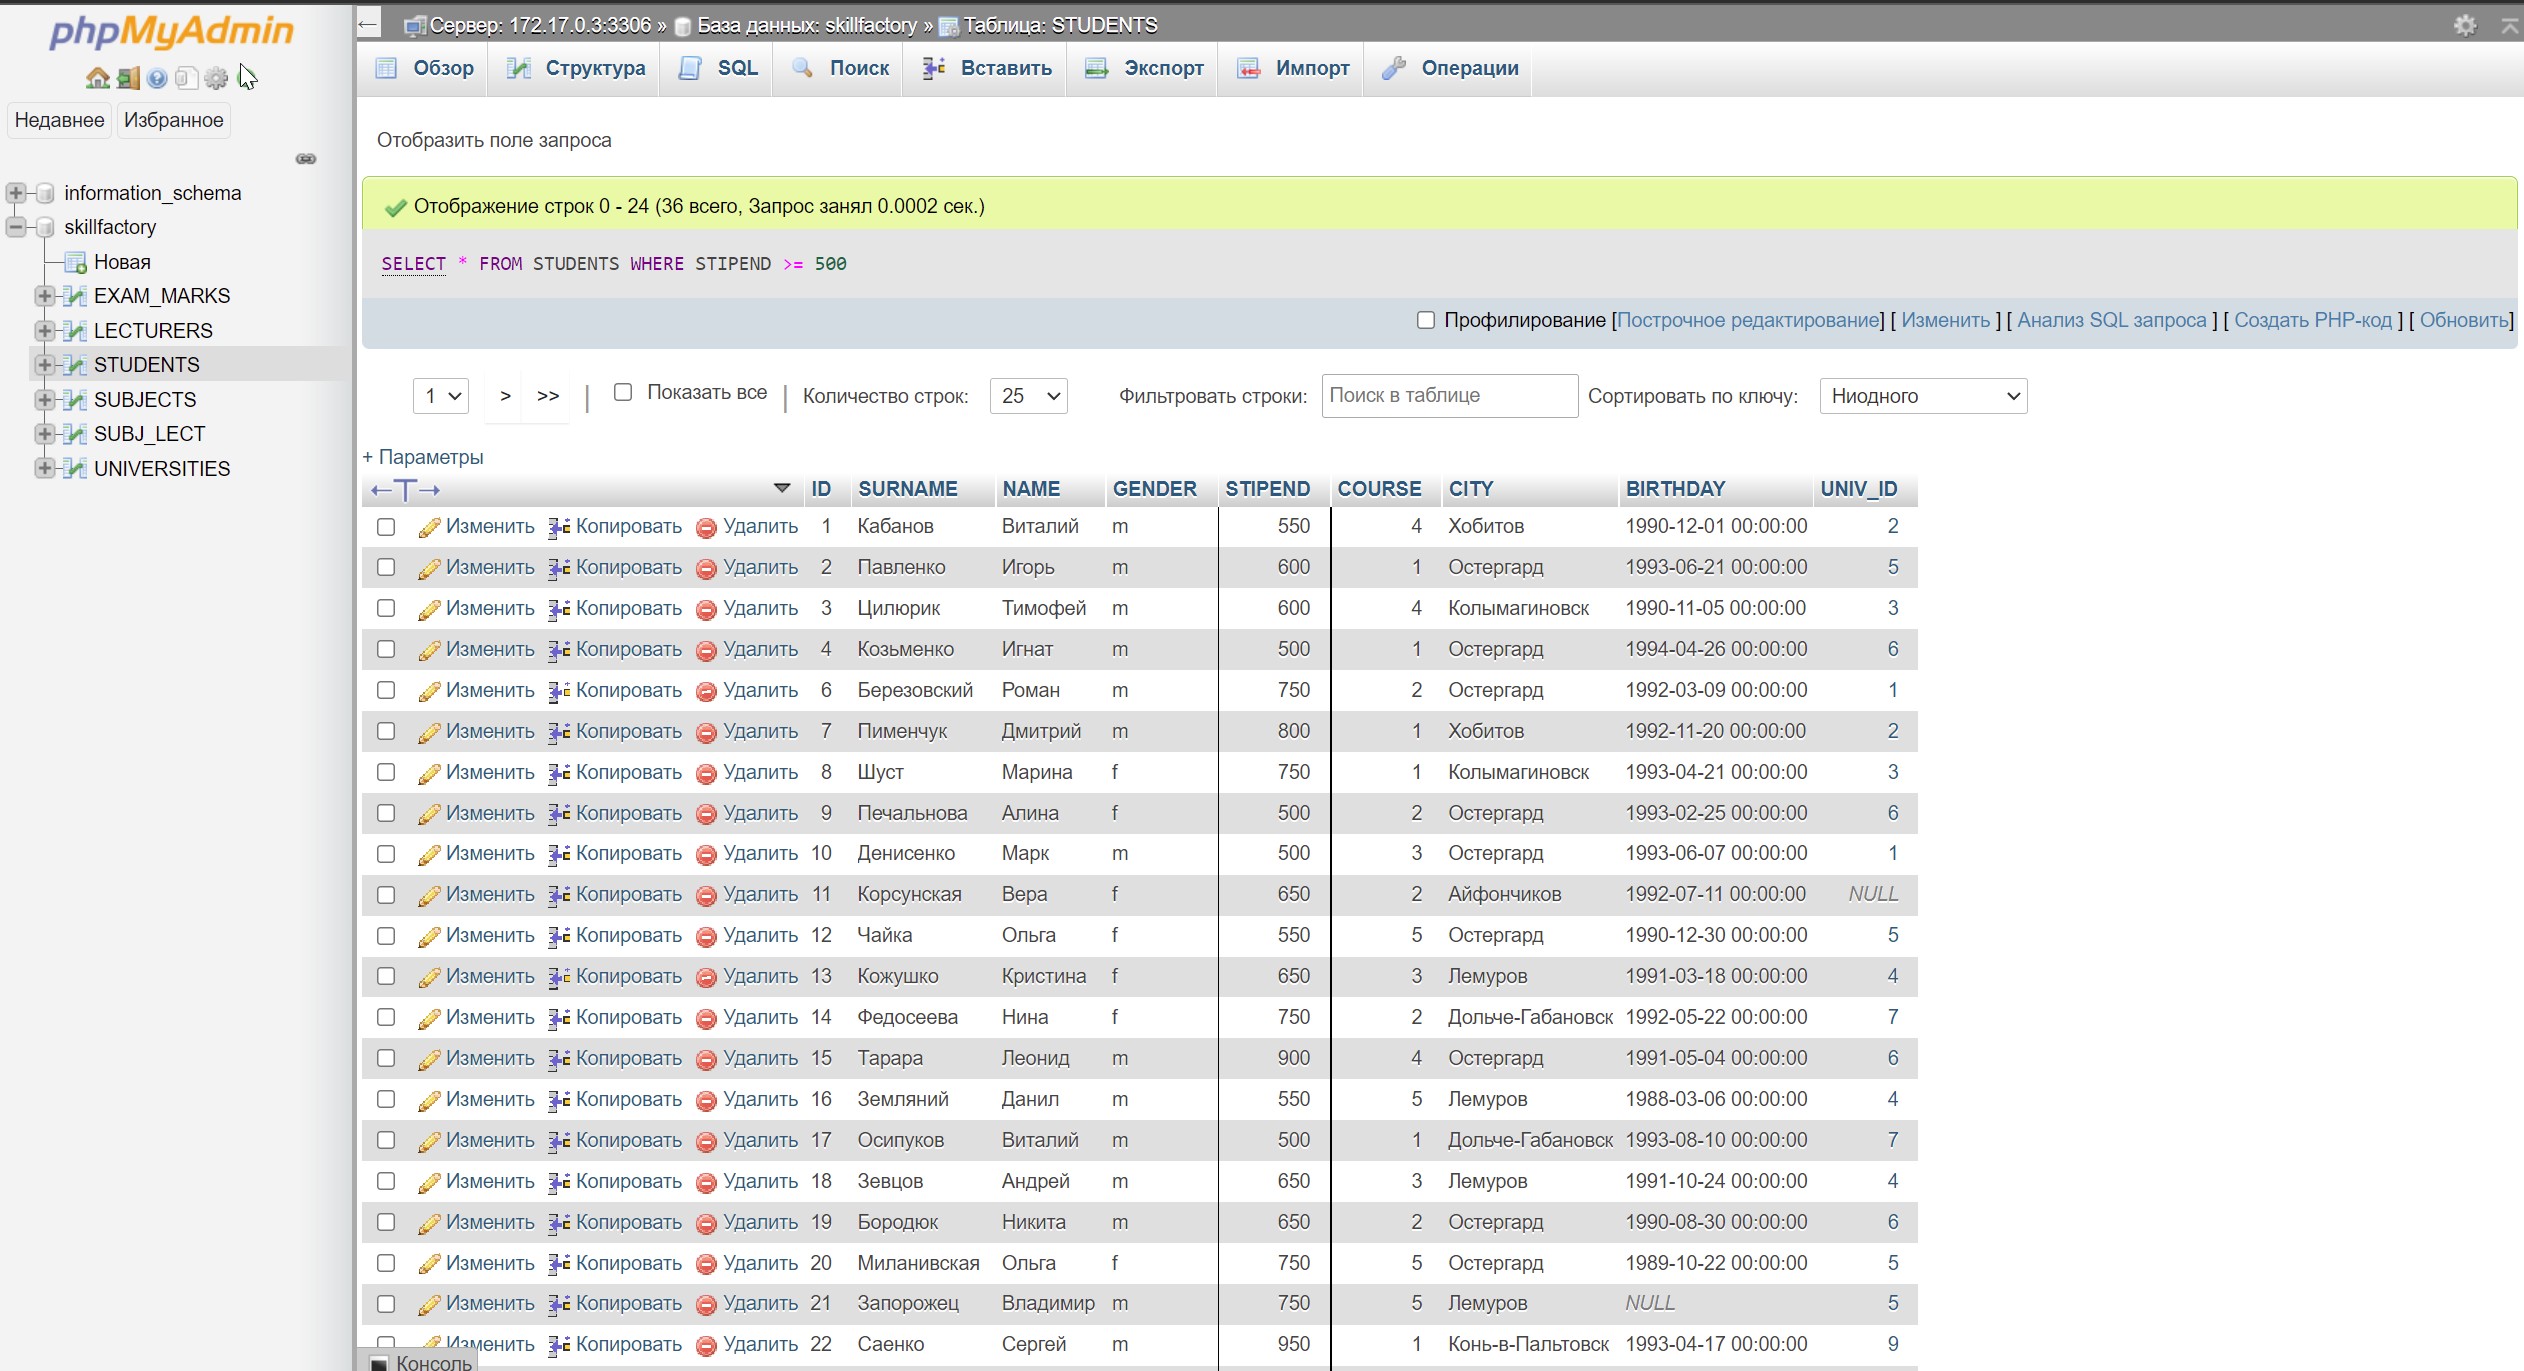 phpMyAdmin
Недавнее Избранное
information_schema
skillfactory
Новая
EXAM_MARKS
LECTURERS
STUDENTS
SUBJECTS
SUBJ_LECT
UNIVERSITIES
← Сервер: 172.17.0.3:3306 » База данных: skillfactory » Таблица: STUDENTS
Обзор Структура SQL Поиск Вставить Экспорт Импорт Операции
Отобразить поле запроса
Отображение строк 0 - 24 (36 всего, Запрос занял 0.0002 сек.)
SELECT * FROM STUDENTS WHERE STIPEND >= 500
Профилирование [Построчное редактирование] [ Изменить ] [ Анализ SQL запроса ] [ Создать PHP-код ] [ Обновить]
1 > >> | Показать все | Количество строк: 25 Фильтровать строки: Поиск в таблице Сортировать по ключу: Ниодного
+ Параметры
←T→ ID SURNAME NAME GENDER STIPEND COURSE CITY BIRTHDAY UNIV_ID
Изменить Копировать Удалить 1 Кабанов Виталий m 550 4 Хобитов 1990-12-01 00:00:00 2
Изменить Копировать Удалить 2 Павленко Игорь m 600 1 Остергард 1993-06-21 00:00:00 5
Изменить Копировать Удалить 3 Цилюрик Тимофей m 600 4 Колымагиновск 1990-11-05 00:00:00 3
Изменить Копировать Удалить 4 Козьменко Игнат m 500 1 Остергард 1994-04-26 00:00:00 6
Изменить Копировать Удалить 6 Березовский Роман m 750 2 Остергард 1992-03-09 00:00:00 1
Изменить Копировать Удалить 7 Пименчук Дмитрий m 800 1 Хобитов 1992-11-20 00:00:00 2
Изменить Копировать Удалить 8 Шуст Марина f 750 1 Колымагиновск 1993-04-21 00:00:00 3
Изменить Копировать Удалить 9 Печальнова Алина f 500 2 Остергард 1993-02-25 00:00:00 6
Изменить Копировать Удалить 10 Денисенко Марк m 500 3 Остергард 1993-06-07 00:00:00 1
Изменить Копировать Удалить 11 Корсунская Вера f 650 2 Айфончиков 1992-07-11 00:00:00 NULL
Изменить Копировать Удалить 12 Чайка Ольга f 550 5 Остергард 1990-12-30 00:00:00 5
Изменить Копировать Удалить 13 Кожушко Кристина f 650 3 Лемуров 1991-03-18 00:00:00 4
Изменить Копировать Удалить 14 Федосеева Нина f 750 2 Дольче-Габановск 1992-05-22 00:00:00 7
Изменить Копировать Удалить 15 Тарара Леонид m 900 4 Остергард 1991-05-04 00:00:00 6
Изменить Копировать Удалить 16 Земляний Данил m 550 5 Лемуров 1988-03-06 00:00:00 4
Изменить Копировать Удалить 17 Осипуков Виталий m 500 1 Дольче-Габановск 1993-08-10 00:00:00 7
Изменить Копировать Удалить 18 Зевцов Андрей m 650 3 Лемуров 1991-10-24 00:00:00 4
Изменить Копировать Удалить 19 Бородюк Никита m 650 2 Остергард 1990-08-30 00:00:00 6
Изменить Копировать Удалить 20 Миланивская Ольга f 750 5 Остергард 1989-10-22 00:00:00 5
Изменить Копировать Удалить 21 Запорожец Владимир m 750 5 Лемуров NULL 5
Изменить Копировать Удалить 22 Саенко Сергей m 950 1 Конь-в-Пальтовск 1993-04-17 00:00:00 9
Консоль